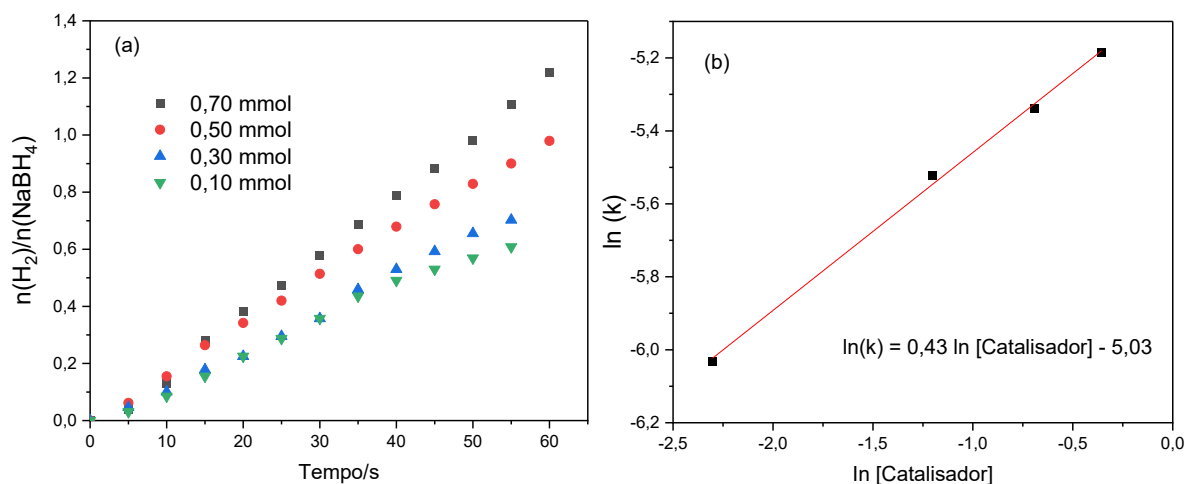 (a)
0,70 mmol
0,50 mmol
0,30 mmol
0,10 mmol
1,4
1,2
1,0
0,8
0,6
0,4
0,2
0,0
n(H₂)/n(NaBH₄)
0 10 20 30 40 50 60
Tempo/s
(b)
-5,2
-5,4
-5,6
-5,8
-6,0
-6,2
ln (k)
ln(k) = 0,43 ln [Catalisador] - 5,03
-2,5 -2,0 -1,5 -1,0 -0,5 0,0
ln [Catalisador]